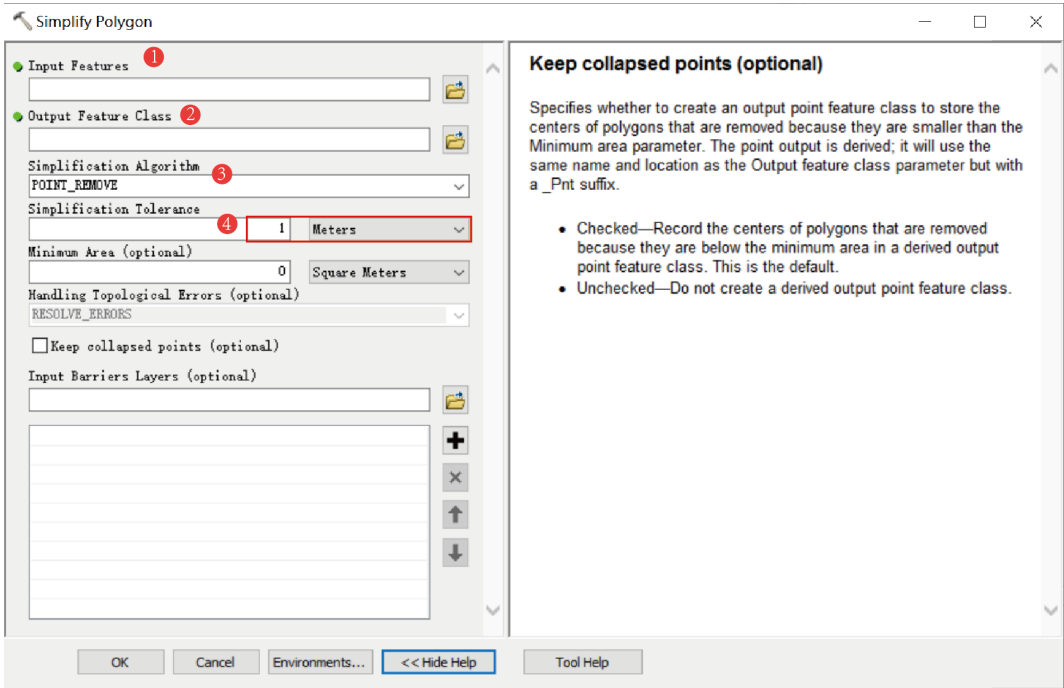 Simplify Polygon
Input Features 1
Output Feature Class 2
Simplification Algorithm 3
POINT_REMOVE
Simplification Tolerance
4 1 Meters
Minimum Area (optional)
0 Square Meters
Handling Topological Errors (optional)
RESOLVE_ERRORS
Keep collapsed points (optional)
Input Barriers Layers (optional)
OK Cancel Environments... << Hide Help Tool Help
Keep collapsed points (optional)
Specifies whether to create an output point feature class to store the
centers of polygons that are removed because they are smaller than the
Minimum area parameter. The point output is derived; it will use the
same name and location as the Output feature class parameter but with
a _Pnt suffix.
• Checked—Record the centers of polygons that are removed
because they are below the minimum area in a derived output
point feature class. This is the default.
• Unchecked—Do not create a derived output point feature class.